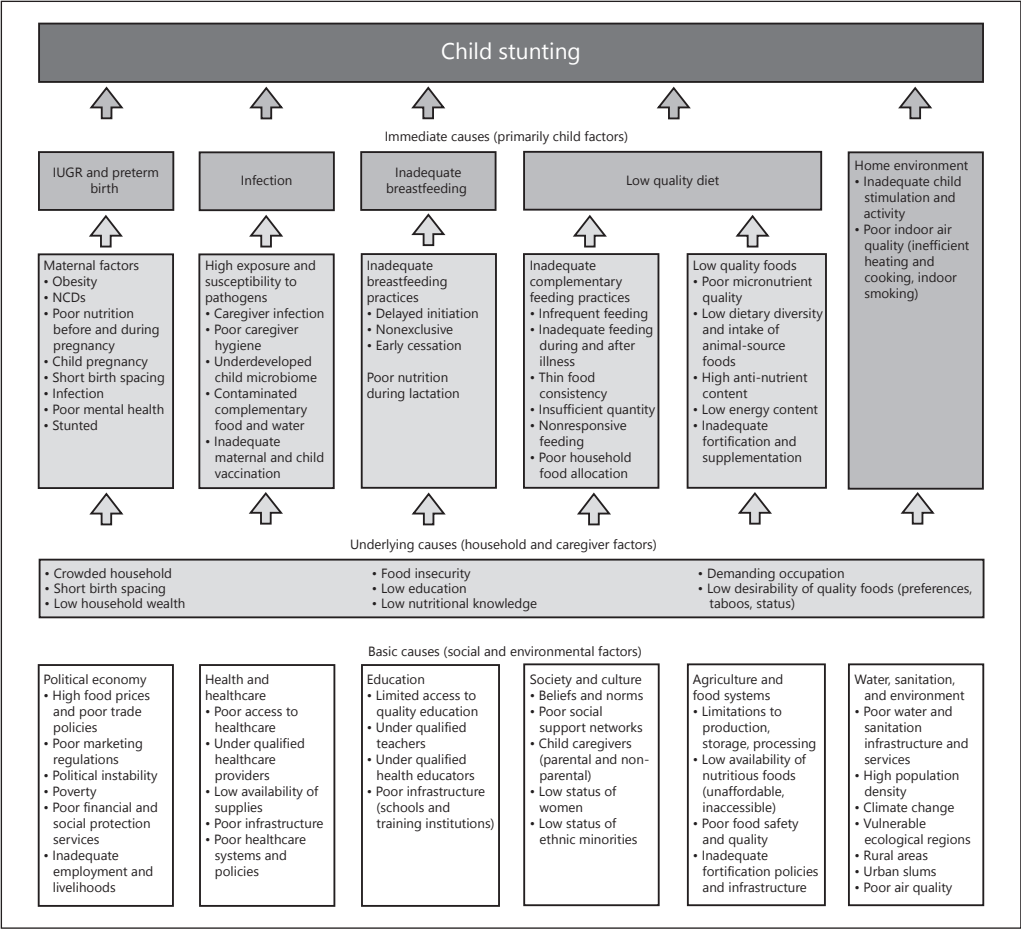 Child stunting
Immediate causes (primarily child factors)
IUGR and preterm
birth
Infection
Inadequate
breastfeeding
Low quality diet
Home environment
• Inadequate child
stimulation and
activity
• Poor indoor air
quality (inefficient
heating and
cooking, indoor
smoking)
Maternal factors
• Obesity
• NCDs
• Poor nutrition
before and during
pregnancy
• Child pregnancy
• Short birth spacing
• Infection
• Poor mental health
• Stunted
High exposure and
susceptibility to
pathogens
• Caregiver infection
• Poor caregiver
hygiene
• Underdeveloped
child microbiome
• Contaminated
complementary
food and water
• Inadequate
maternal and child
vaccination
Inadequate
breastfeeding
practices
• Delayed initiation
• Nonexclusive
• Early cessation
Poor nutrition
during lactation
Inadequate
complementary
feeding practices
• Infrequent feeding
• Inadequate feeding
during and after
illness
• Thin food
consistency
• Insufficient quantity
• Nonresponsive
feeding
• Poor household
food allocation
Low quality foods
• Poor micronutrient
quality
• Low dietary diversity
and intake of
animal-source
foods
• High anti-nutrient
content
• Low energy content
• Inadequate
fortification and
supplementation
Underlying causes (household and caregiver factors)
• Crowded household
• Short birth spacing
• Low household wealth
• Food insecurity
• Low education
• Low nutritional knowledge
• Demanding occupation
• Low desirability of quality foods (preferences,
taboos, status)
Basic causes (social and environmental factors)
Political economy
• High food prices
and poor trade
policies
• Poor marketing
regulations
• Political instability
• Poverty
• Poor financial and
social protection
services
• Inadequate
employment and
livelihoods
Health and
healthcare
• Poor access to
healthcare
• Under qualified
healthcare
providers
• Low availability of
supplies
• Poor infrastructure
• Poor healthcare
systems and
policies
Education
• Limited access to
quality education
• Under qualified
teachers
• Under qualified
health educators
• Poor infrastructure
(schools and
training institutions)
Society and culture
• Beliefs and norms
• Poor social
support networks
• Child caregivers
(parental and non-
parental)
• Low status of
women
• Low status of
ethnic minorities
Agriculture and
food systems
• Limitations to
production,
storage, processing
• Low availability of
nutritious foods
(unaffordable,
inaccessible)
• Poor food safety
and quality
• Inadequate
fortification policies
and infrastructure
Water, sanitation,
and environment
• Poor water and
sanitation
infrastructure and
services
• High population
density
• Climate change
• Vulnerable
ecological regions
• Rural areas
• Urban slums
• Poor air quality